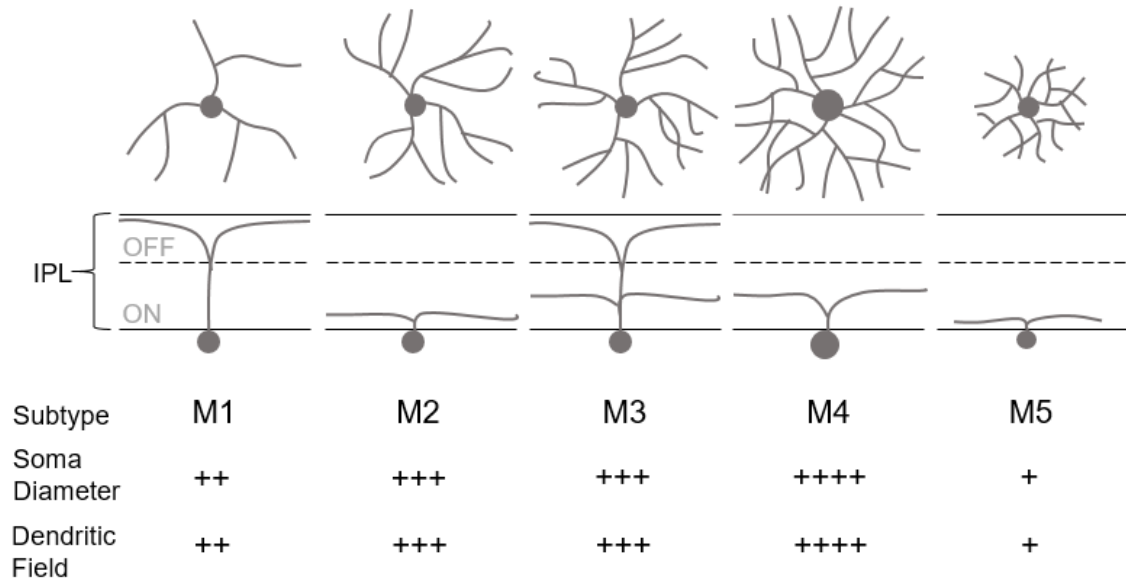 OFF
IPL
ON
Subtype M1 M2 M3 M4 M5
Soma
Diameter ++ +++ +++ ++++ +
Dendritic
Field ++ +++ +++ ++++ +